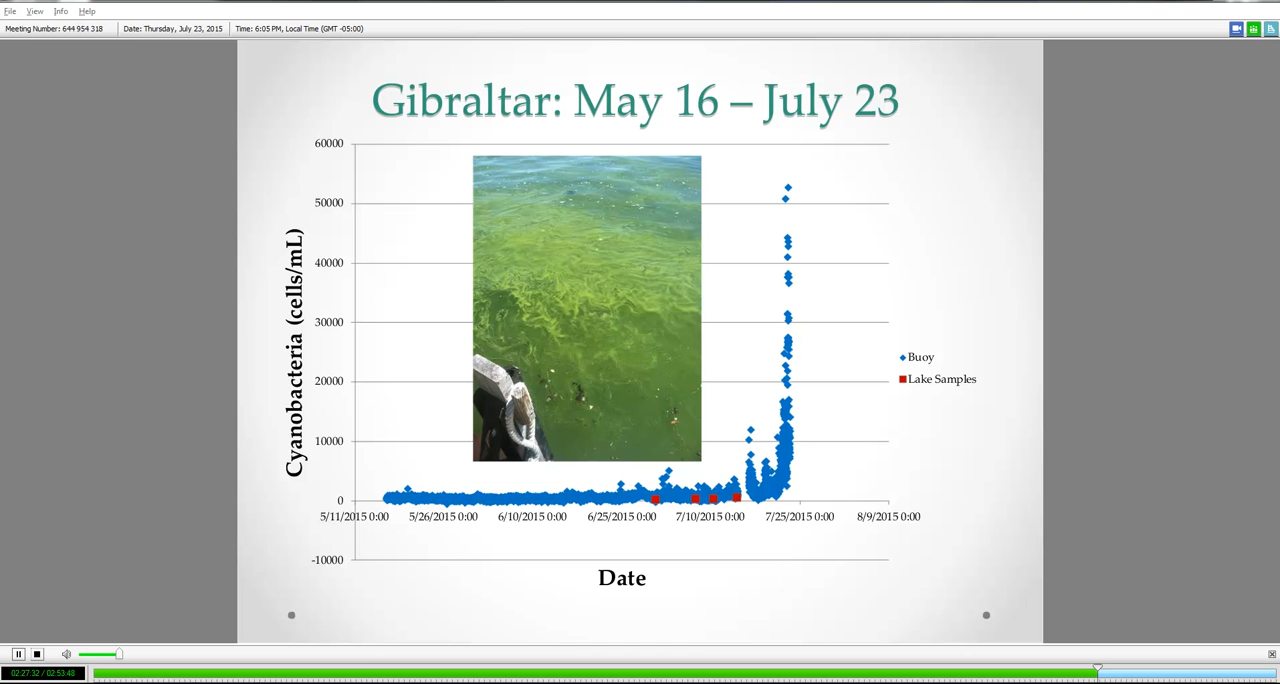 File View Info Help
Meeting Number: 644 954 318 Date: Thursday, July 23, 2015 Time: 6:05 PM, Local Time (GMT -05:00)
Gibraltar: May 16 – July 23
60000
50000
40000
30000
20000
10000
0
-10000
Cyanobacteria (cells/mL)
5/11/2015 0:00 5/26/2015 0:00 6/10/2015 0:00 6/25/2015 0:00 7/10/2015 0:00 7/25/2015 0:00 8/9/2015 0:00
Date
Buoy
Lake Samples
02:27:32 / 02:53:48